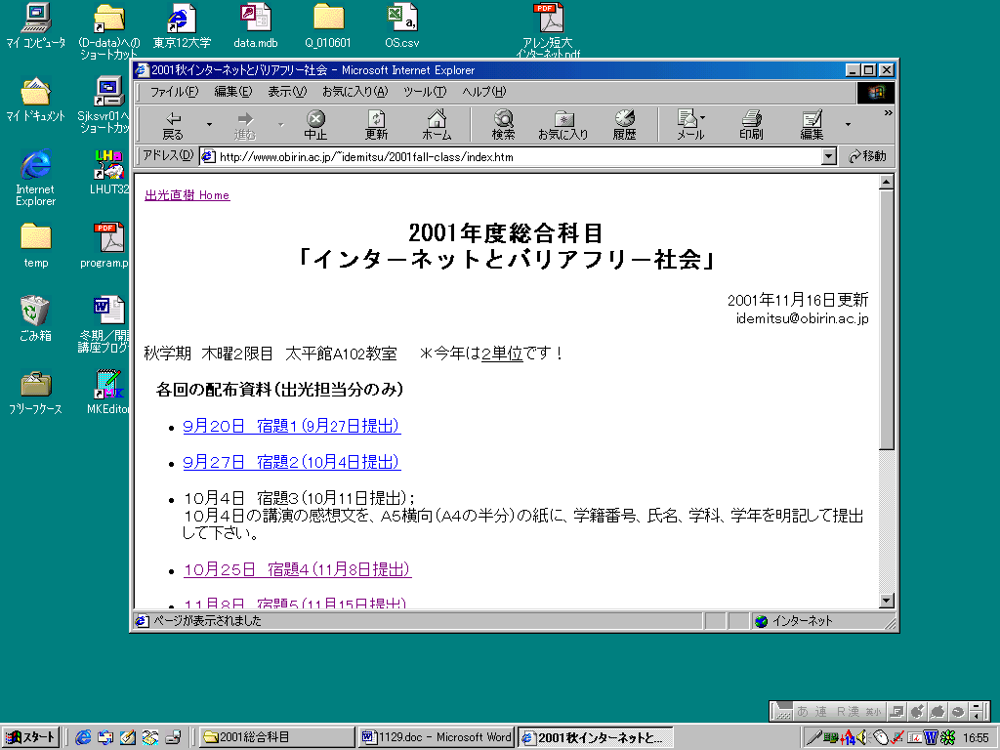 マイ コンピュータ
(D-data)への
ショートカット
東京12大学
data.mdb
Q_010601
OS.csv
アレン短大
インターネット.pdf
マイ ドキュメント
Sjksvr01へ
ショートカッ
Internet
Explorer
LHUT32
temp
program.p
ごみ箱
冬期／開
講座プログ
ブリーフケース
MKEditor
2001秋インターネットとバリアフリー社会 - Microsoft Internet Explorer
ファイル(F) 編集(E) 表示(V) お気に入り(A) ツール(T) ヘルプ(H)
戻る 進む 中止 更新 ホーム 検索 お気に入り 履歴 メール 印刷 編集
アドレス(D) http://www.obirin.ac.jp/~idemitsu/2001fall-class/index.htm 移動
出光直樹 Home
2001年度総合科目
「インターネットとバリアフリー社会」
2001年11月16日更新
idemitsu@obirin.ac.jp
秋学期　木曜２限目　太平館A102教室　　※今年は２単位です！
各回の配布資料（出光担当分のみ）
• ９月２０日　宿題１（9月27日提出）
• ９月２７日　宿題２（10月4日提出）
• １０月４日　宿題３（10月11日提出）；
１０月４日の講演の感想文を、A５横向（A４の半分）の紙に、学籍番号、氏名、学科、学年を明記して提出
して下さい。
• １０月２５日　宿題４（11月8日提出）
• １１月８日　宿題５（11月15日提出）
ページが表示されました インターネット
あ 連 R漢 英小
スタート 2001総合科目 1129.doc - Microsoft Word 2001秋インターネットと... 16:55